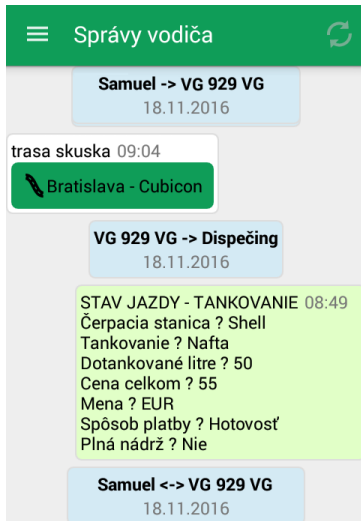 Správy vodiča
Samuel -> VG 929 VG
18.11.2016
trasa skuska 09:04
Bratislava - Cubicon
VG 929 VG -> Dispečing
18.11.2016
STAV JAZDY - TANKOVANIE 08:49
Čerpacia stanica ? Shell
Tankovanie ? Nafta
Dotankované litre ? 50
Cena celkom ? 55
Mena ? EUR
Spôsob platby ? Hotovosť
Plná nádrž ? Nie
Samuel <-> VG 929 VG
18.11.2016